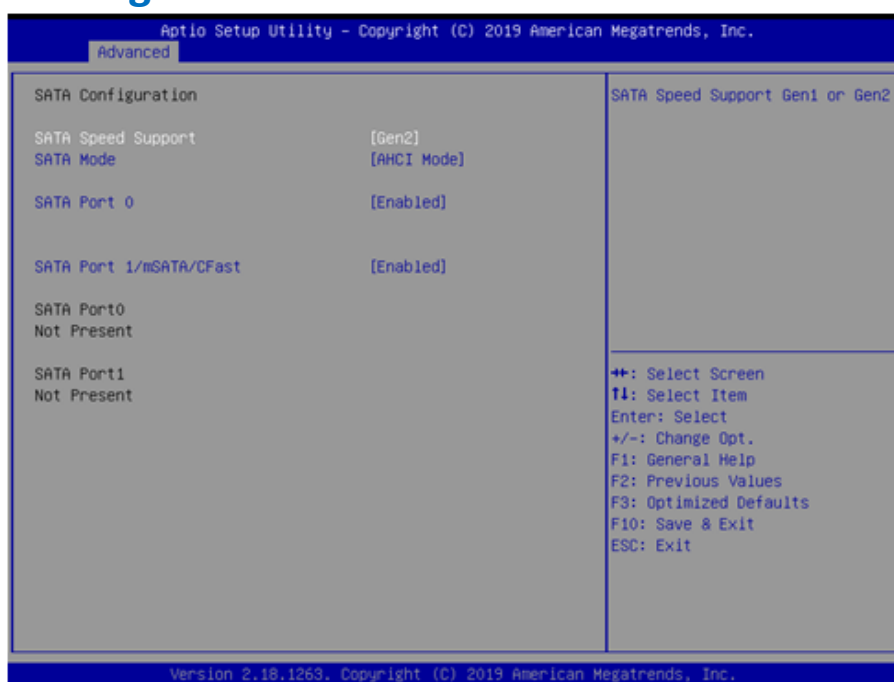 Aptio Setup Utility - Copyright (C) 2019 American Megatrends, Inc.
Advanced
SATA Configuration
SATA Speed Support [Gen2]
SATA Mode [AHCI Mode]
SATA Port 0 [Enabled]
SATA Port 1/mSATA/CFast [Enabled]
SATA Port0
Not Present
SATA Port1
Not Present
SATA Speed Support Gen1 or Gen2
→←: Select Screen
↑↓: Select Item
Enter: Select
+/-: Change Opt.
F1: General Help
F2: Previous Values
F3: Optimized Defaults
F10: Save & Exit
ESC: Exit
Version 2.18.1263. Copyright (C) 2019 American Megatrends, Inc.